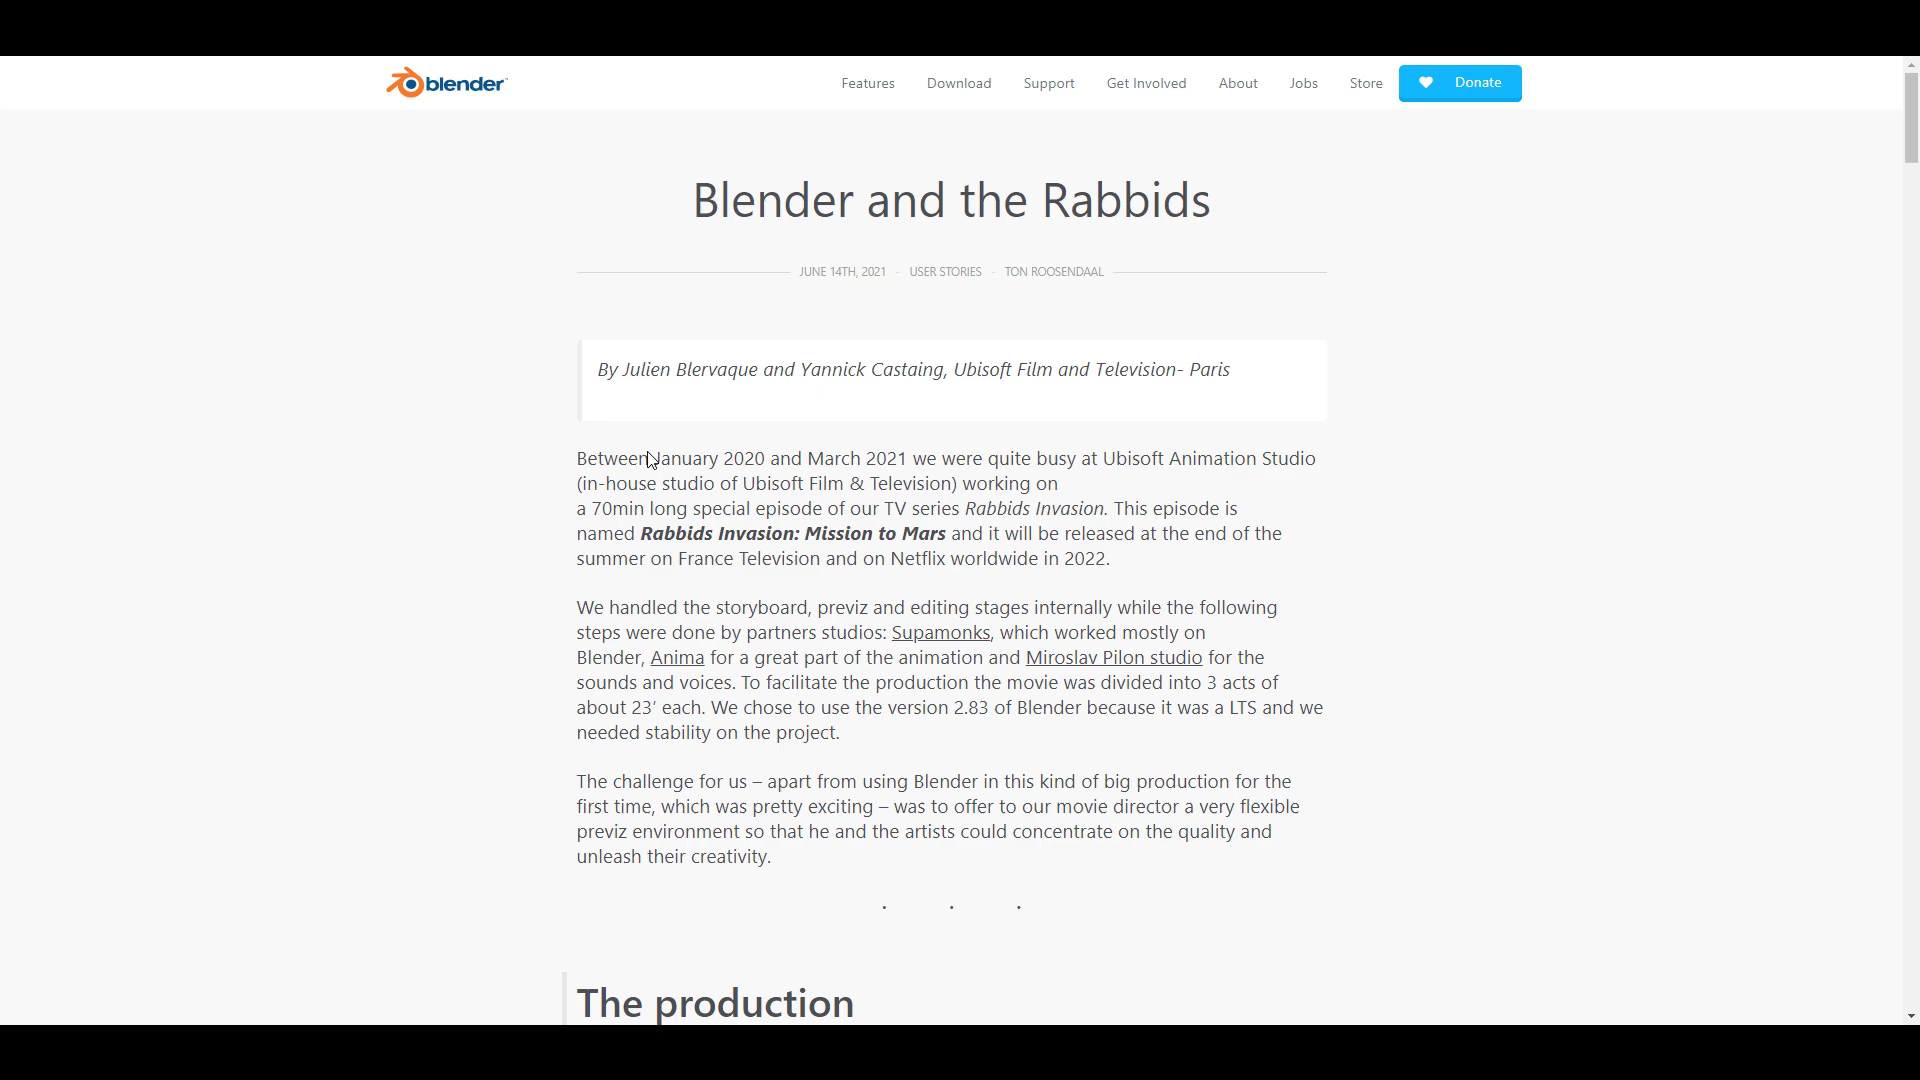 blender
Features Download Support Get Involved About Jobs Store Donate
Blender and the Rabbids
JUNE 14TH, 2021 - USER STORIES - TON ROOSENDAAL
By Julien Blervaque and Yannick Castaing, Ubisoft Film and Television- Paris
Between January 2020 and March 2021 we were quite busy at Ubisoft Animation Studio
(in-house studio of Ubisoft Film & Television) working on
a 70min long special episode of our TV series Rabbids Invasion. This episode is
named Rabbids Invasion: Mission to Mars and it will be released at the end of the
summer on France Television and on Netflix worldwide in 2022.
We handled the storyboard, previz and editing stages internally while the following
steps were done by partners studios: Supamonks, which worked mostly on
Blender, Anima for a great part of the animation and Miroslav Pilon studio for the
sounds and voices. To facilitate the production the movie was divided into 3 acts of
about 23′ each. We chose to use the version 2.83 of Blender because it was a LTS and we
needed stability on the project.
The challenge for us – apart from using Blender in this kind of big production for the
first time, which was pretty exciting – was to offer to our movie director a very flexible
previz environment so that he and the artists could concentrate on the quality and
unleash their creativity.
. . .
The production